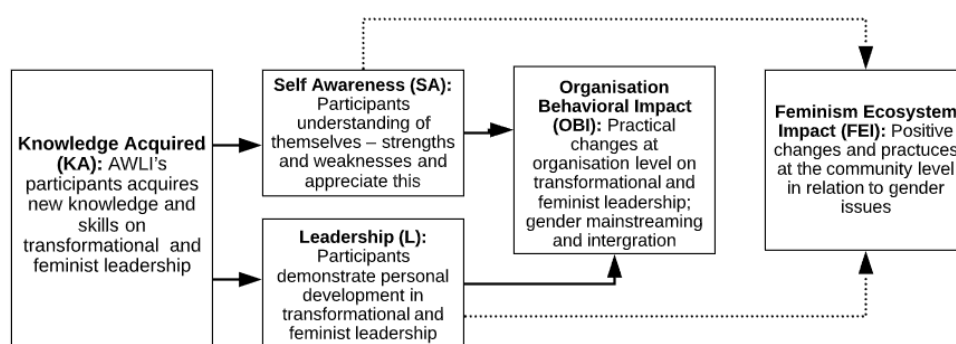 Knowledge Acquired
(KA): AWLI's
participants acquires
new knowledge and
skills on
transformational and
feminist leadership
Self Awareness (SA):
Participants
understanding of
themselves – strengths
and weaknesses and
appreciate this
Leadership (L):
Participants
demonstrate personal
development in
transformational and
feminist leadership
Organisation
Behavioral Impact
(OBI): Practical
changes at
organisation level on
transformational and
feminist leadership;
gender mainstreaming
and intergration
Feminism Ecosystem
Impact (FEI): Positive
changes and practuces
at the community level
in relation to gender
issues